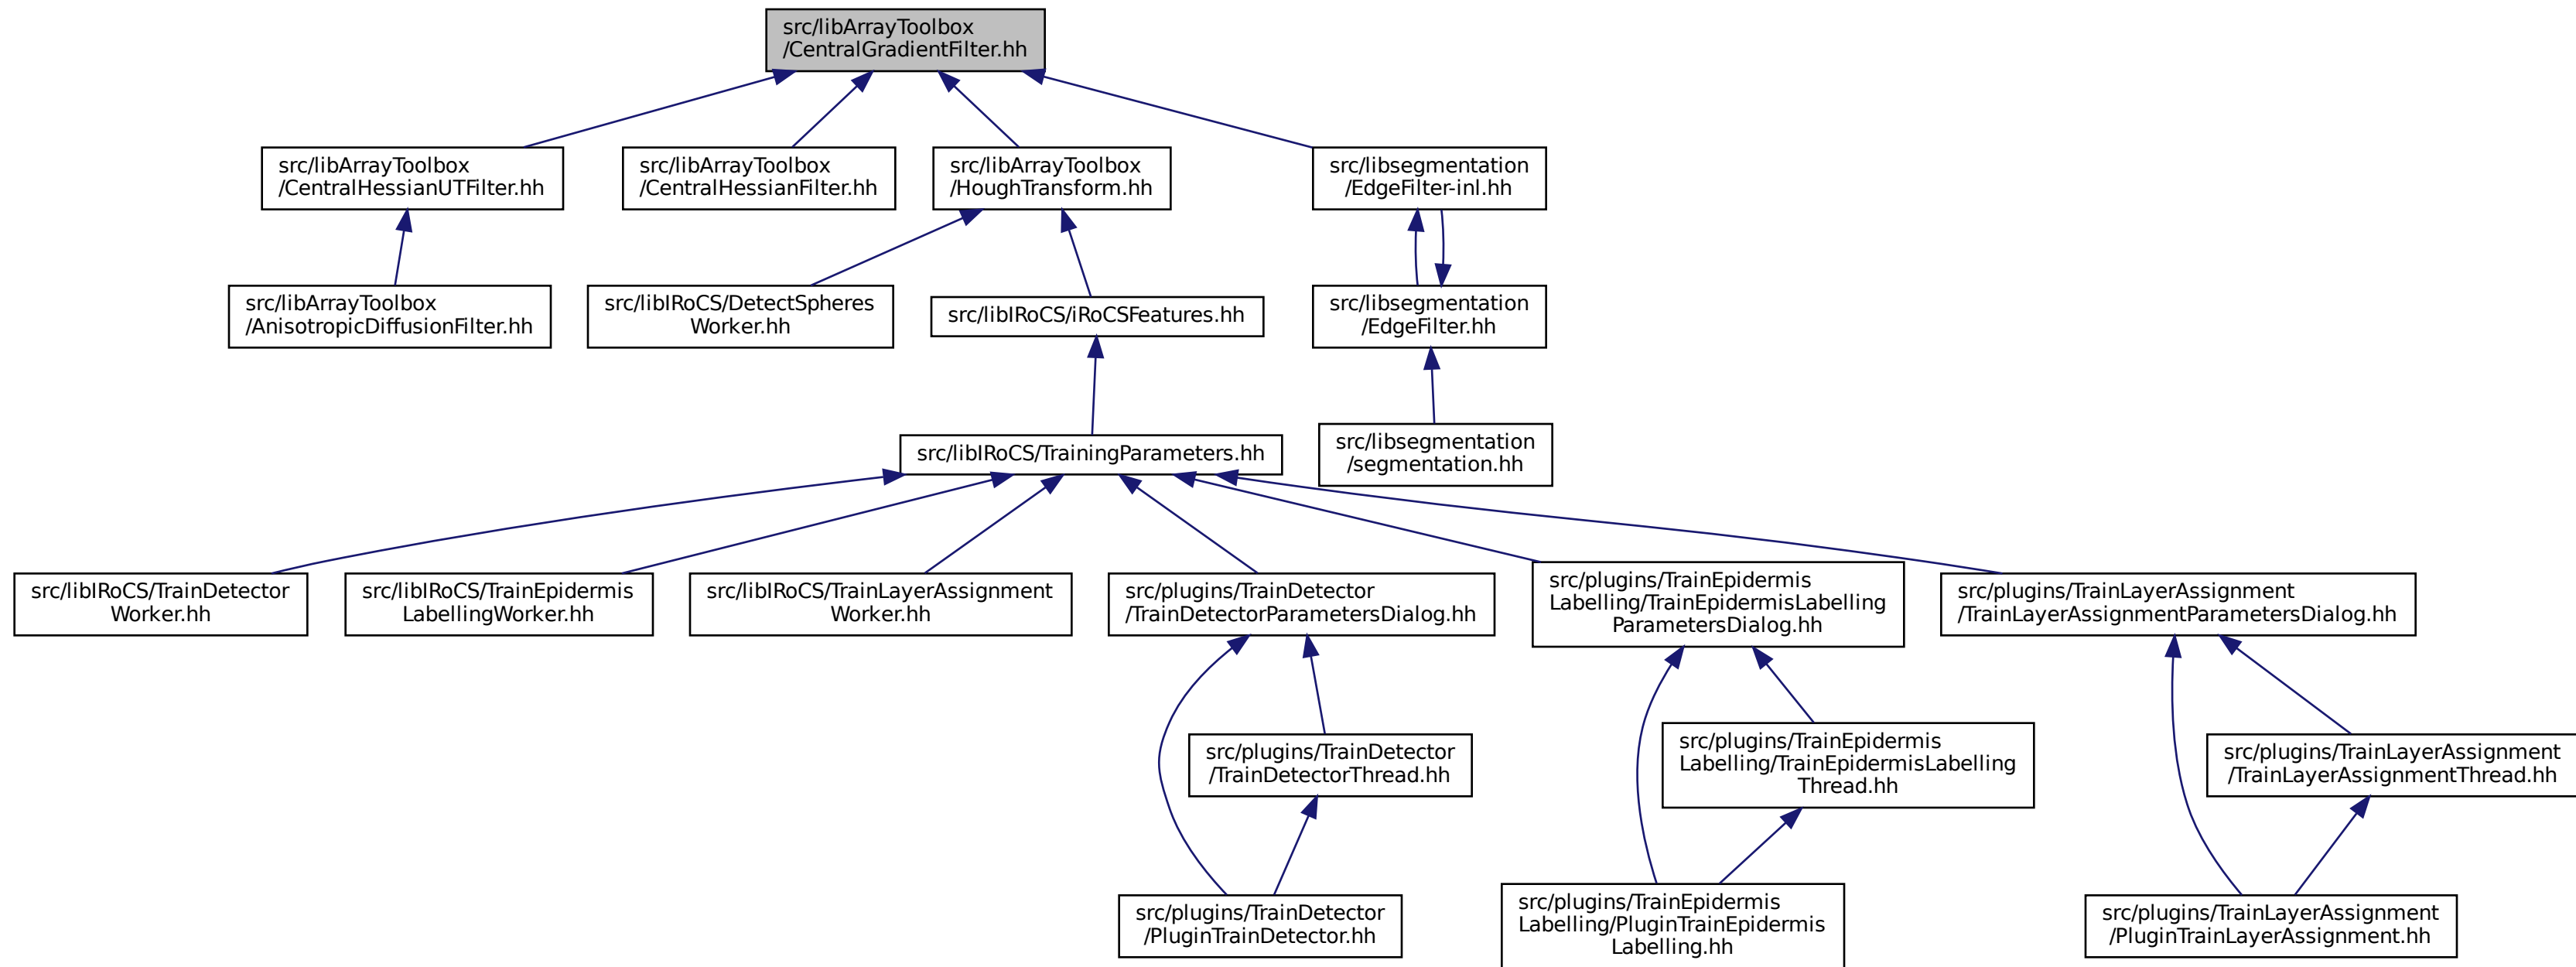 src/libArrayToolbox
/CentralGradientFilter.hh
src/libArrayToolbox
/CentralHessianUTFilter.hh
src/libArrayToolbox
/CentralHessianFilter.hh
src/libArrayToolbox
/HoughTransform.hh
src/libsegmentation
/EdgeFilter-inl.hh
src/libArrayToolbox
/AnisotropicDiffusionFilter.hh
src/libIRoCS/DetectSpheres
Worker.hh
src/libIRoCS/iRoCSFeatures.hh
src/libsegmentation
/EdgeFilter.hh
src/libIRoCS/TrainingParameters.hh
src/libsegmentation
/segmentation.hh
src/libIRoCS/TrainDetector
Worker.hh
src/libIRoCS/TrainEpidermis
LabellingWorker.hh
src/libIRoCS/TrainLayerAssignment
Worker.hh
src/plugins/TrainDetector
/TrainDetectorParametersDialog.hh
src/plugins/TrainEpidermis
Labelling/TrainEpidermisLabelling
ParametersDialog.hh
src/plugins/TrainLayerAssignment
/TrainLayerAssignmentParametersDialog.hh
src/plugins/TrainDetector
/TrainDetectorThread.hh
src/plugins/TrainEpidermis
Labelling/TrainEpidermisLabelling
Thread.hh
src/plugins/TrainLayerAssignment
/TrainLayerAssignmentThread.hh
src/plugins/TrainDetector
/PluginTrainDetector.hh
src/plugins/TrainEpidermis
Labelling/PluginTrainEpidermis
Labelling.hh
src/plugins/TrainLayerAssignment
/PluginTrainLayerAssignment.hh